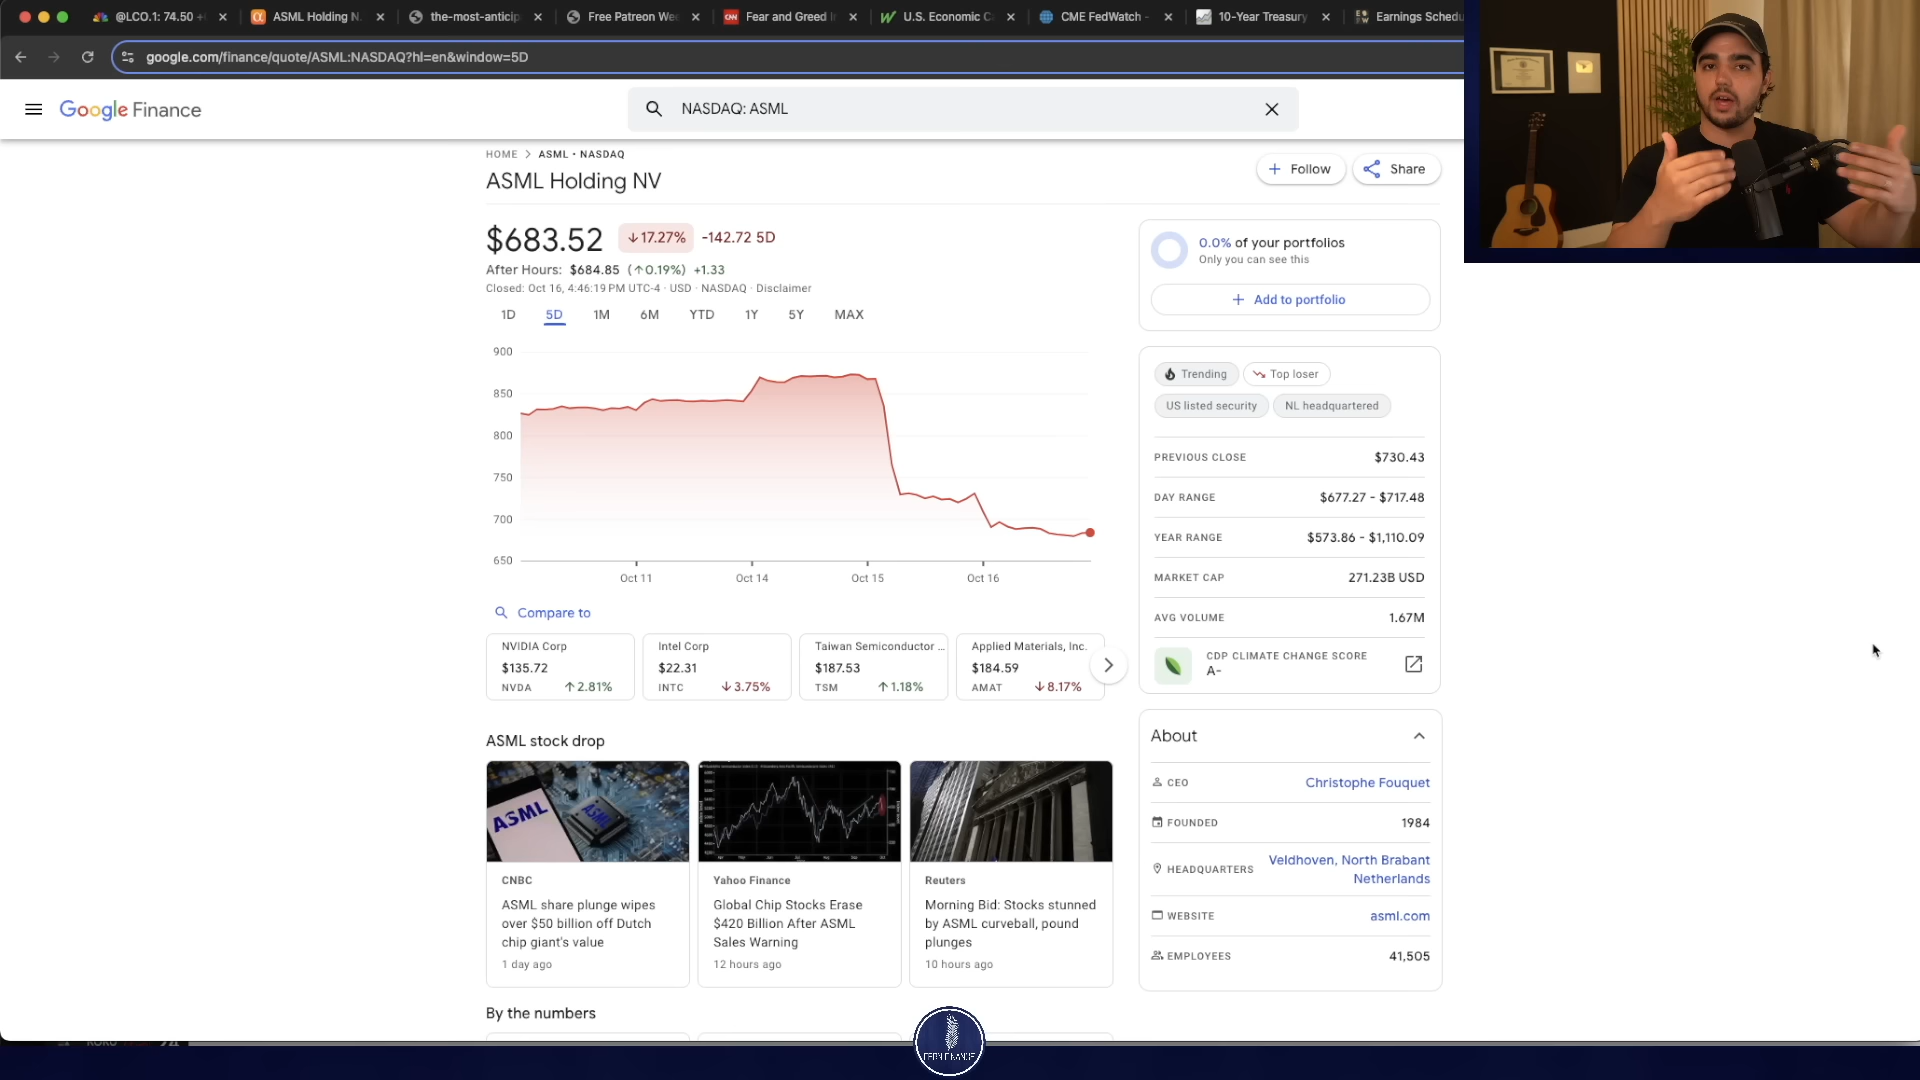 @LCO.1: 74.50
ASML Holding N
the-most-anticip
Free Patreon We
CNN Fear and Greed I
U.S. Economic C
CME FedWatch -
10-Year Treasury
Earnings Schedu
google.com/finance/quote/ASML:NASDAQ?hl=en&window=5D
Google Finance
NASDAQ: ASML
HOME > ASML • NASDAQ
ASML Holding NV
+ Follow
Share
$683.52 ↓17.27% -142.72 5D
After Hours: $684.85 (↑0.19%) +1.33
Closed: Oct 16, 4:46:19 PM UTC-4 · USD · NASDAQ · Disclaimer
1D 5D 1M 6M YTD 1Y 5Y MAX
900
850
800
750
700
650
Oct 11 Oct 14 Oct 15 Oct 16
Compare to
NVIDIA Corp
$135.72
NVDA ↑2.81%
Intel Corp
$22.31
INTC ↓3.75%
Taiwan Semiconductor ...
$187.53
TSM ↑1.18%
Applied Materials, Inc.
$184.59
AMAT ↓8.17%
ASML stock drop
ASML
ASML
CNBC
ASML share plunge wipes
over $50 billion off Dutch
chip giant's value
1 day ago
Yahoo Finance
Global Chip Stocks Erase
$420 Billion After ASML
Sales Warning
12 hours ago
Reuters
Morning Bid: Stocks stunned
by ASML curveball, pound
plunges
10 hours ago
By the numbers
0.0% of your portfolios
Only you can see this
+ Add to portfolio
Trending
Top loser
US listed security
NL headquartered
PREVIOUS CLOSE $730.43
DAY RANGE $677.27 - $717.48
YEAR RANGE $573.86 - $1,110.09
MARKET CAP 271.23B USD
AVG VOLUME 1.67M
CDP CLIMATE CHANGE SCORE
A-
About
CEO Christophe Fouquet
FOUNDED 1984
HEADQUARTERS Veldhoven, North Brabant
Netherlands
WEBSITE asml.com
EMPLOYEES 41,505